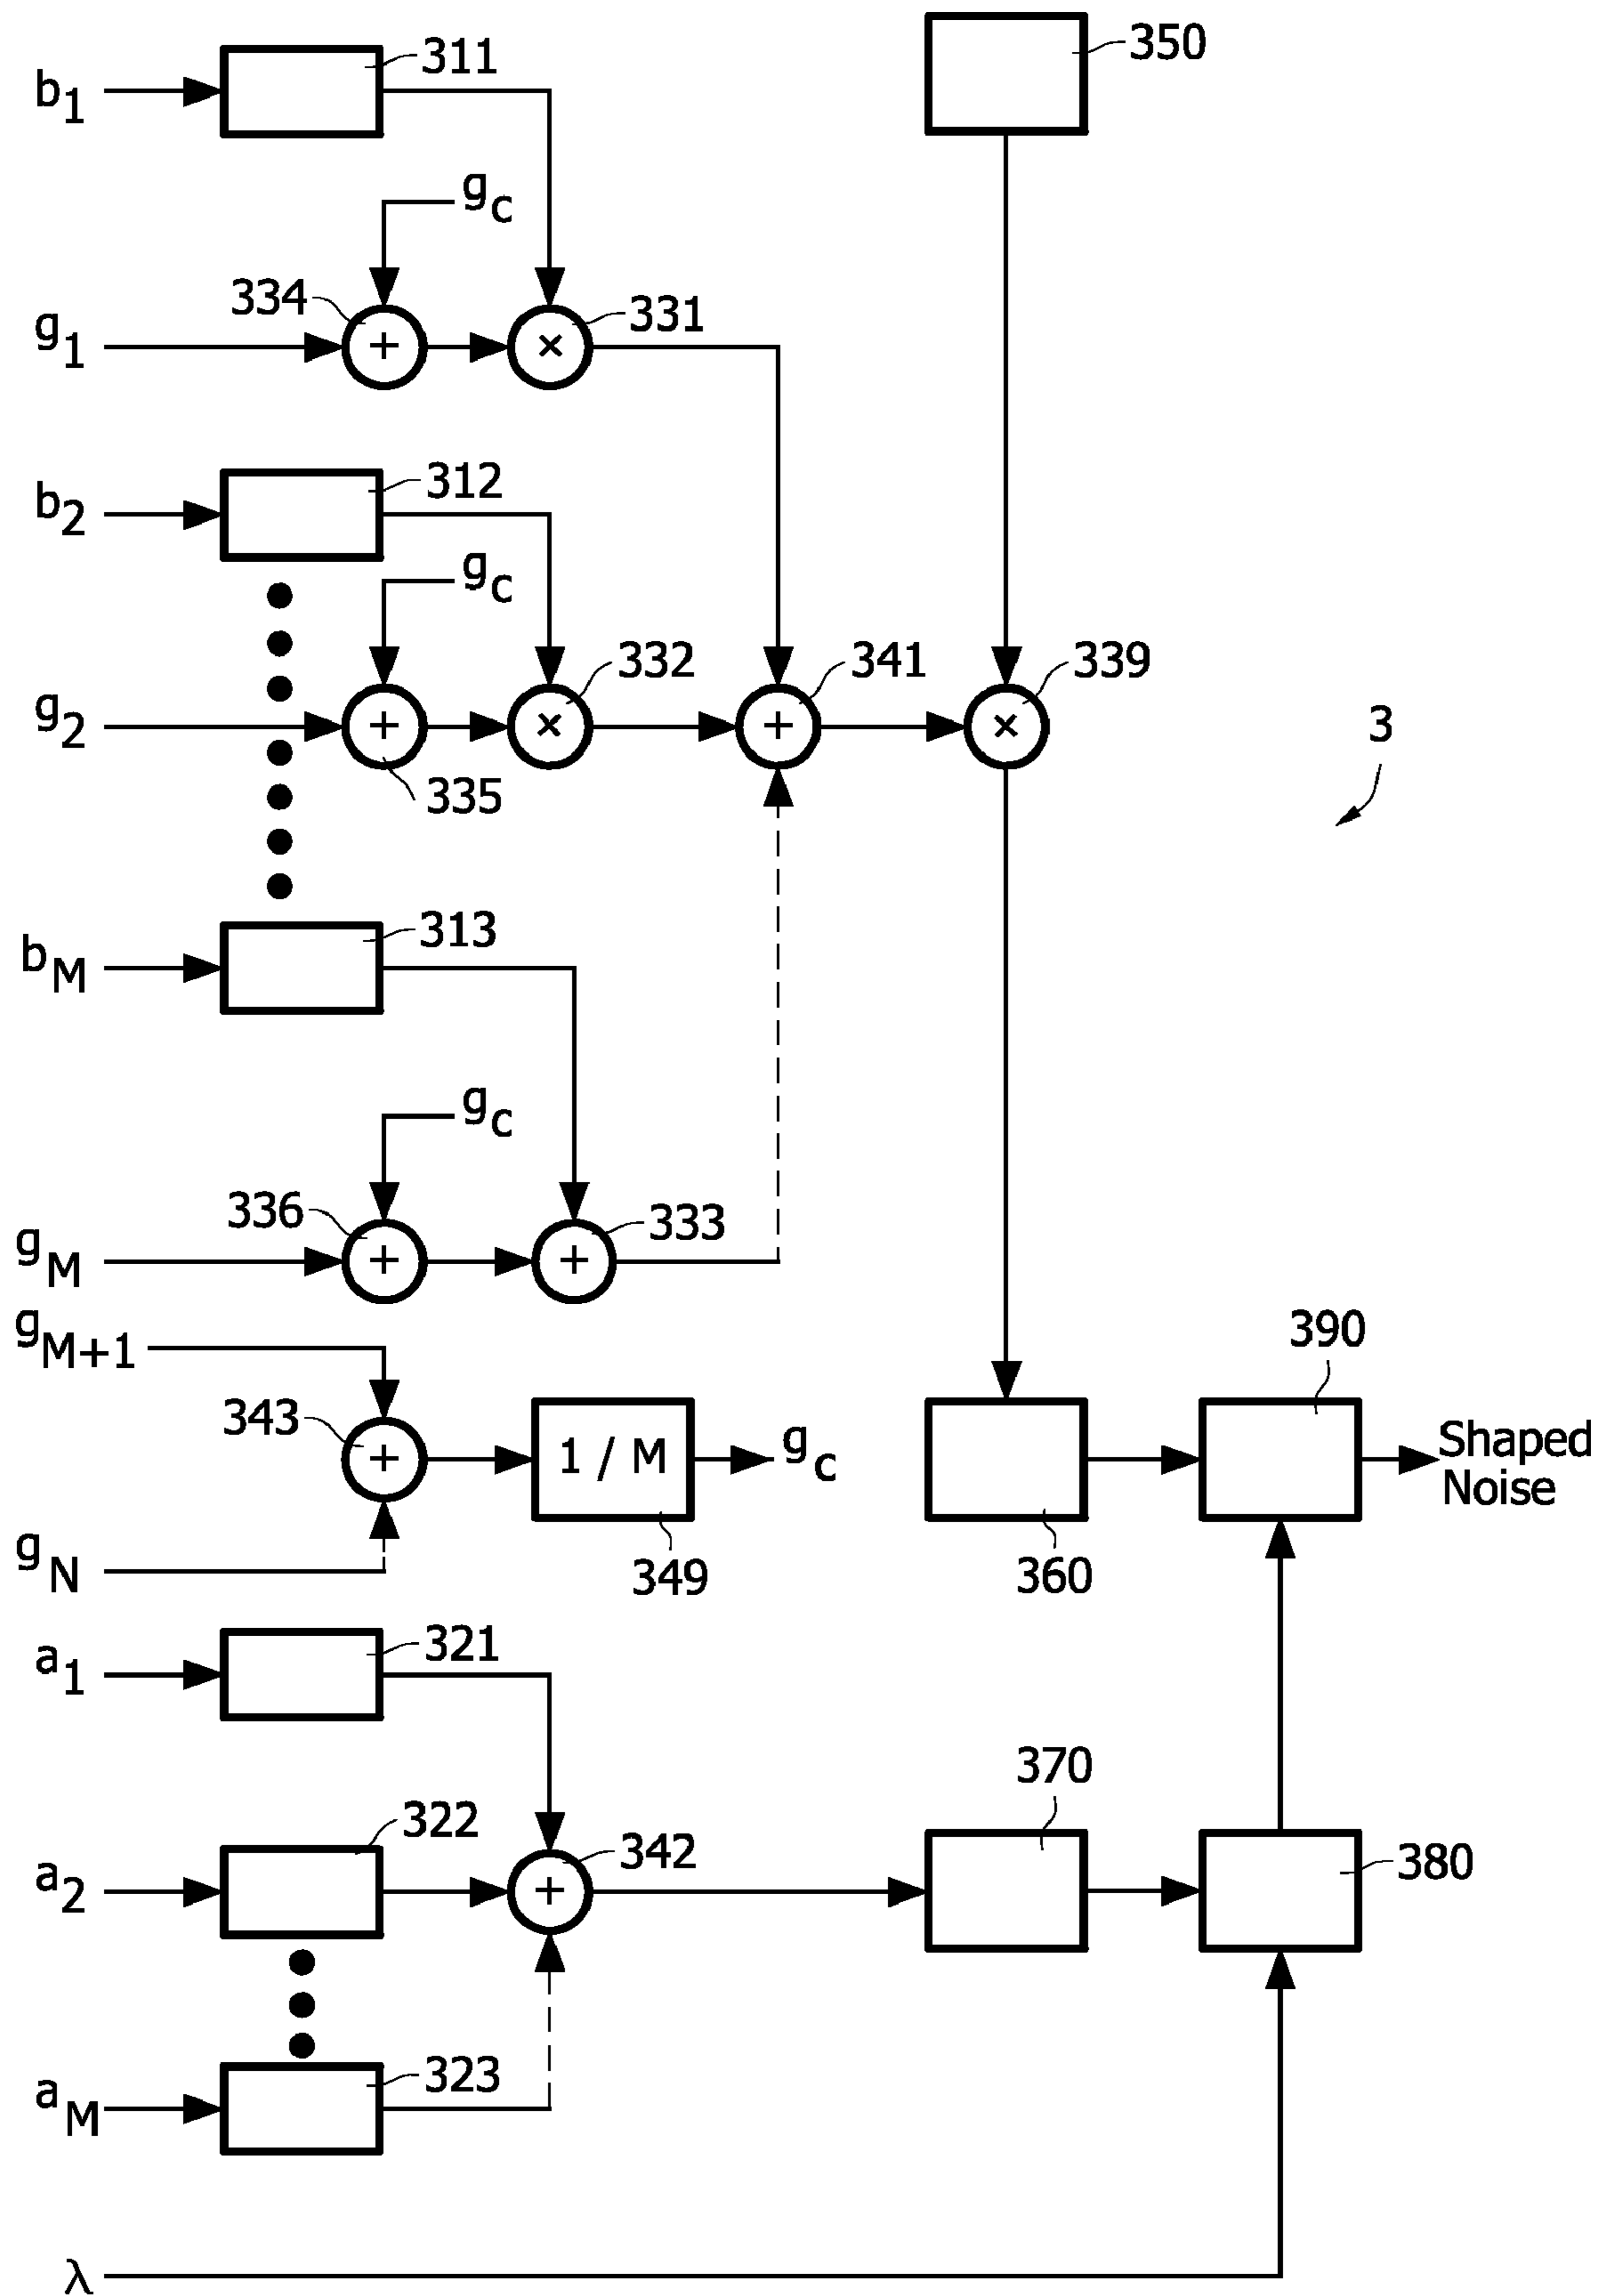 b1
311
350
gc
334
g1
+
×
331
b2
312
gc
332
341
339
g2
+
×
+
×
3
335
bM
313
gc
336
333
gM
+
+
gM+1
390
343
+
1 / M
gc
Shaped
Noise
gN
349
360
a1
321
370
322
342
a2
+
380
aM
323
λ